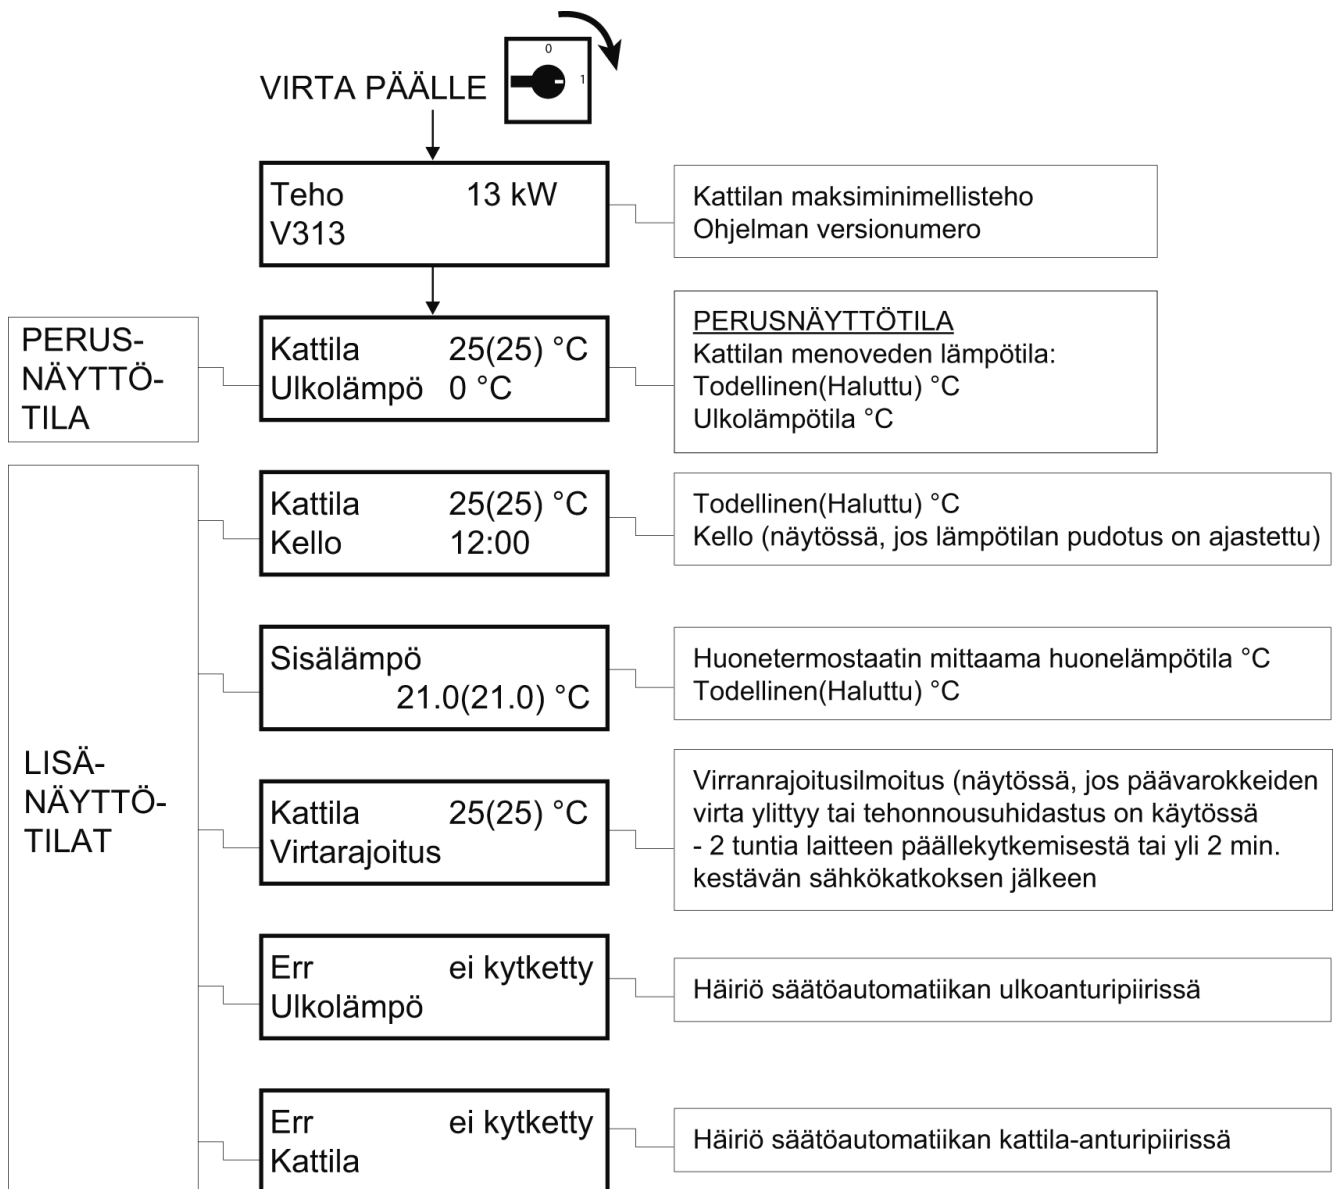 0
1
VIRTA PÄÄLLE
Teho 13 kW
V313
Kattilan maksiminimellisteho
Ohjelman versionumero
PERUS-
NÄYTTÖ-
TILA
Kattila 25(25) °C
Ulkolämpö 0 °C
PERUSNÄYTTÖTILA
Kattilan menoveden lämpötila:
Todellinen(Haluttu) °C
Ulkolämpötila °C
LISÄ-
NÄYTTÖ-
TILAT
Kattila 25(25) °C
Kello 12:00
Todellinen(Haluttu) °C
Kello (näytössä, jos lämpötilan pudotus on ajastettu)
Sisälämpö
21.0(21.0) °C
Huonetermostaatin mittaama huonelämpötila °C
Todellinen(Haluttu) °C
Kattila 25(25) °C
Virtarajoitus
Virranrajoitusilmoitus (näytössä, jos päävarokkeiden
virta ylittyy tai tehonnousuhidastus on käytössä
- 2 tuntia laitteen päällekytkemisestä tai yli 2 min.
kestävän sähkökatkoksen jälkeen
Err ei kytketty
Ulkolämpö
Häiriö säätöautomatiikan ulkoanturipiirissä
Err ei kytketty
Kattila
Häiriö säätöautomatiikan kattila-anturipiirissä